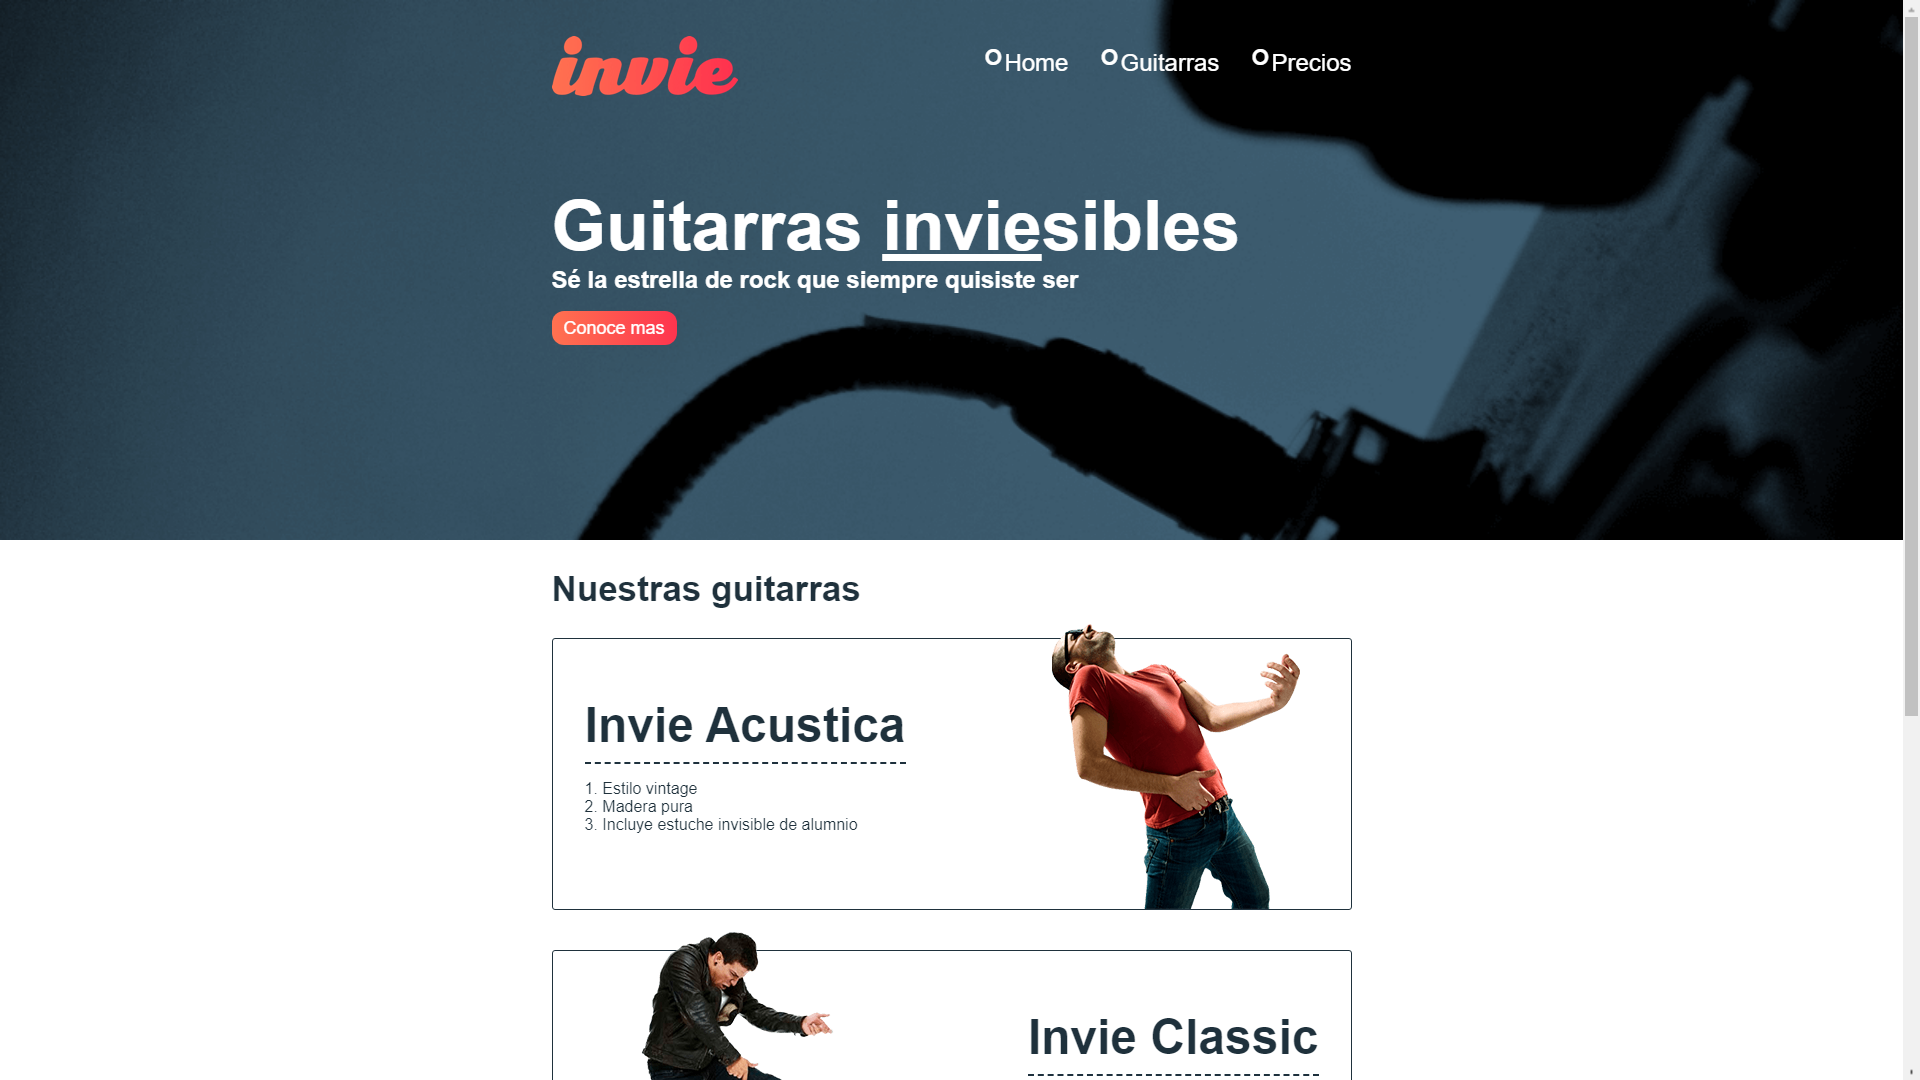 invie
Home Guitarras Precios
Guitarras inviesibles
Sé la estrella de rock que siempre quisiste ser
Conoce mas
Nuestras guitarras
Invie Acustica
1. Estilo vintage
2. Madera pura
3. Incluye estuche invisible de alumnio
Invie Classic